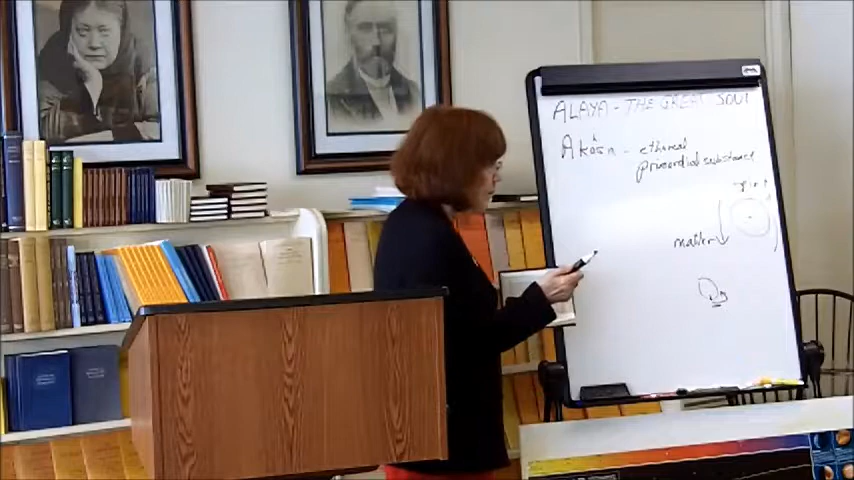 ALAYA - THE GREAT SOUL
Akasa - ethereal
primordial substance
spirit
matter